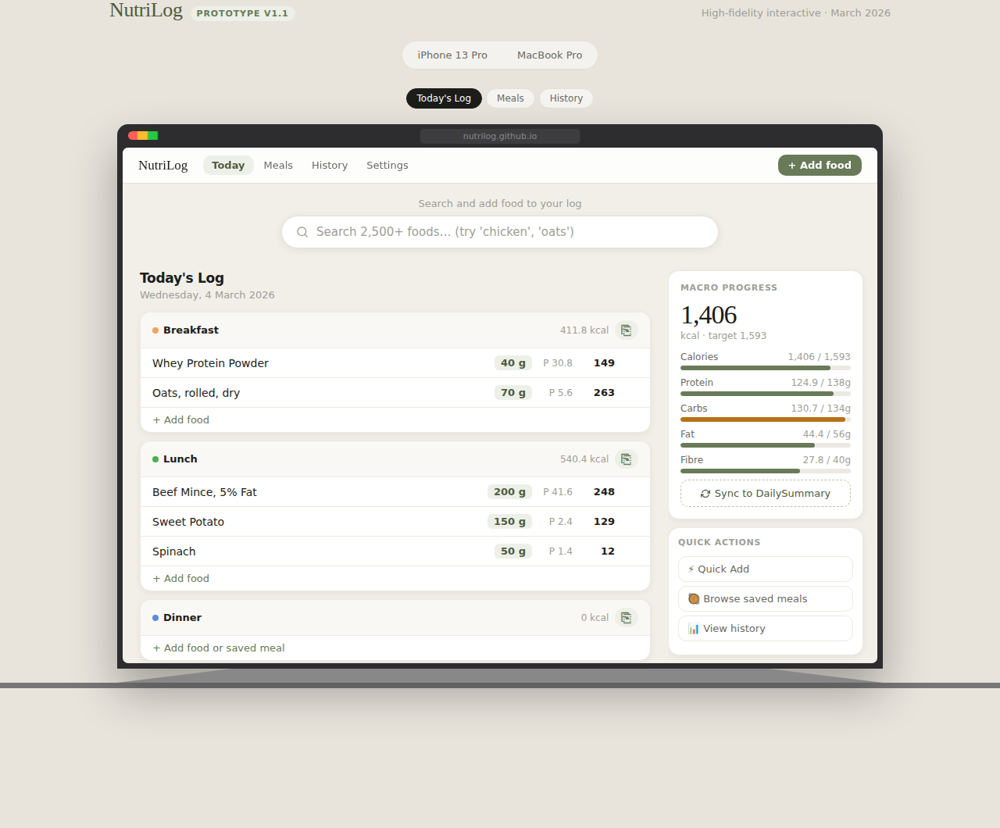 NutriLog PROTOTYPE V1.1 High-fidelity interactive · March 2026
iPhone 13 Pro MacBook Pro
Today's Log Meals History
nutrilog.github.io
NutriLog Today Meals History Settings + Add food
Search and add food to your log
Search 2,500+ foods… (try 'chicken', 'oats')
Today's Log
Wednesday, 4 March 2026
Breakfast 411.8 kcal
Whey Protein Powder 40 g P 30.8 149
Oats, rolled, dry 70 g P 5.6 263
+ Add food
Lunch 540.4 kcal
Beef Mince, 5% Fat 200 g P 41.6 248
Sweet Potato 150 g P 2.4 129
Spinach 50 g P 1.4 12
+ Add food
Dinner 0 kcal
+ Add food or saved meal
MACRO PROGRESS
1,406
kcal · target 1,593
Calories 1,406 / 1,593
Protein 124.9 / 138g
Carbs 130.7 / 134g
Fat 44.4 / 56g
Fibre 27.8 / 40g
Sync to DailySummary
QUICK ACTIONS
⚡ Quick Add
🥘 Browse saved meals
📊 View history